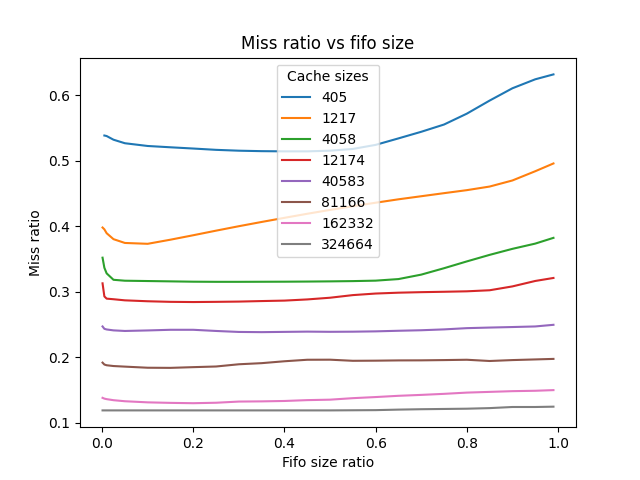 Miss ratio vs fifo size
Cache sizes
405
1217
4058
12174
40583
81166
162332
324664
Miss ratio
0.6
0.5
0.4
0.3
0.2
0.1
0.0 0.2 0.4 0.6 0.8 1.0
Fifo size ratio